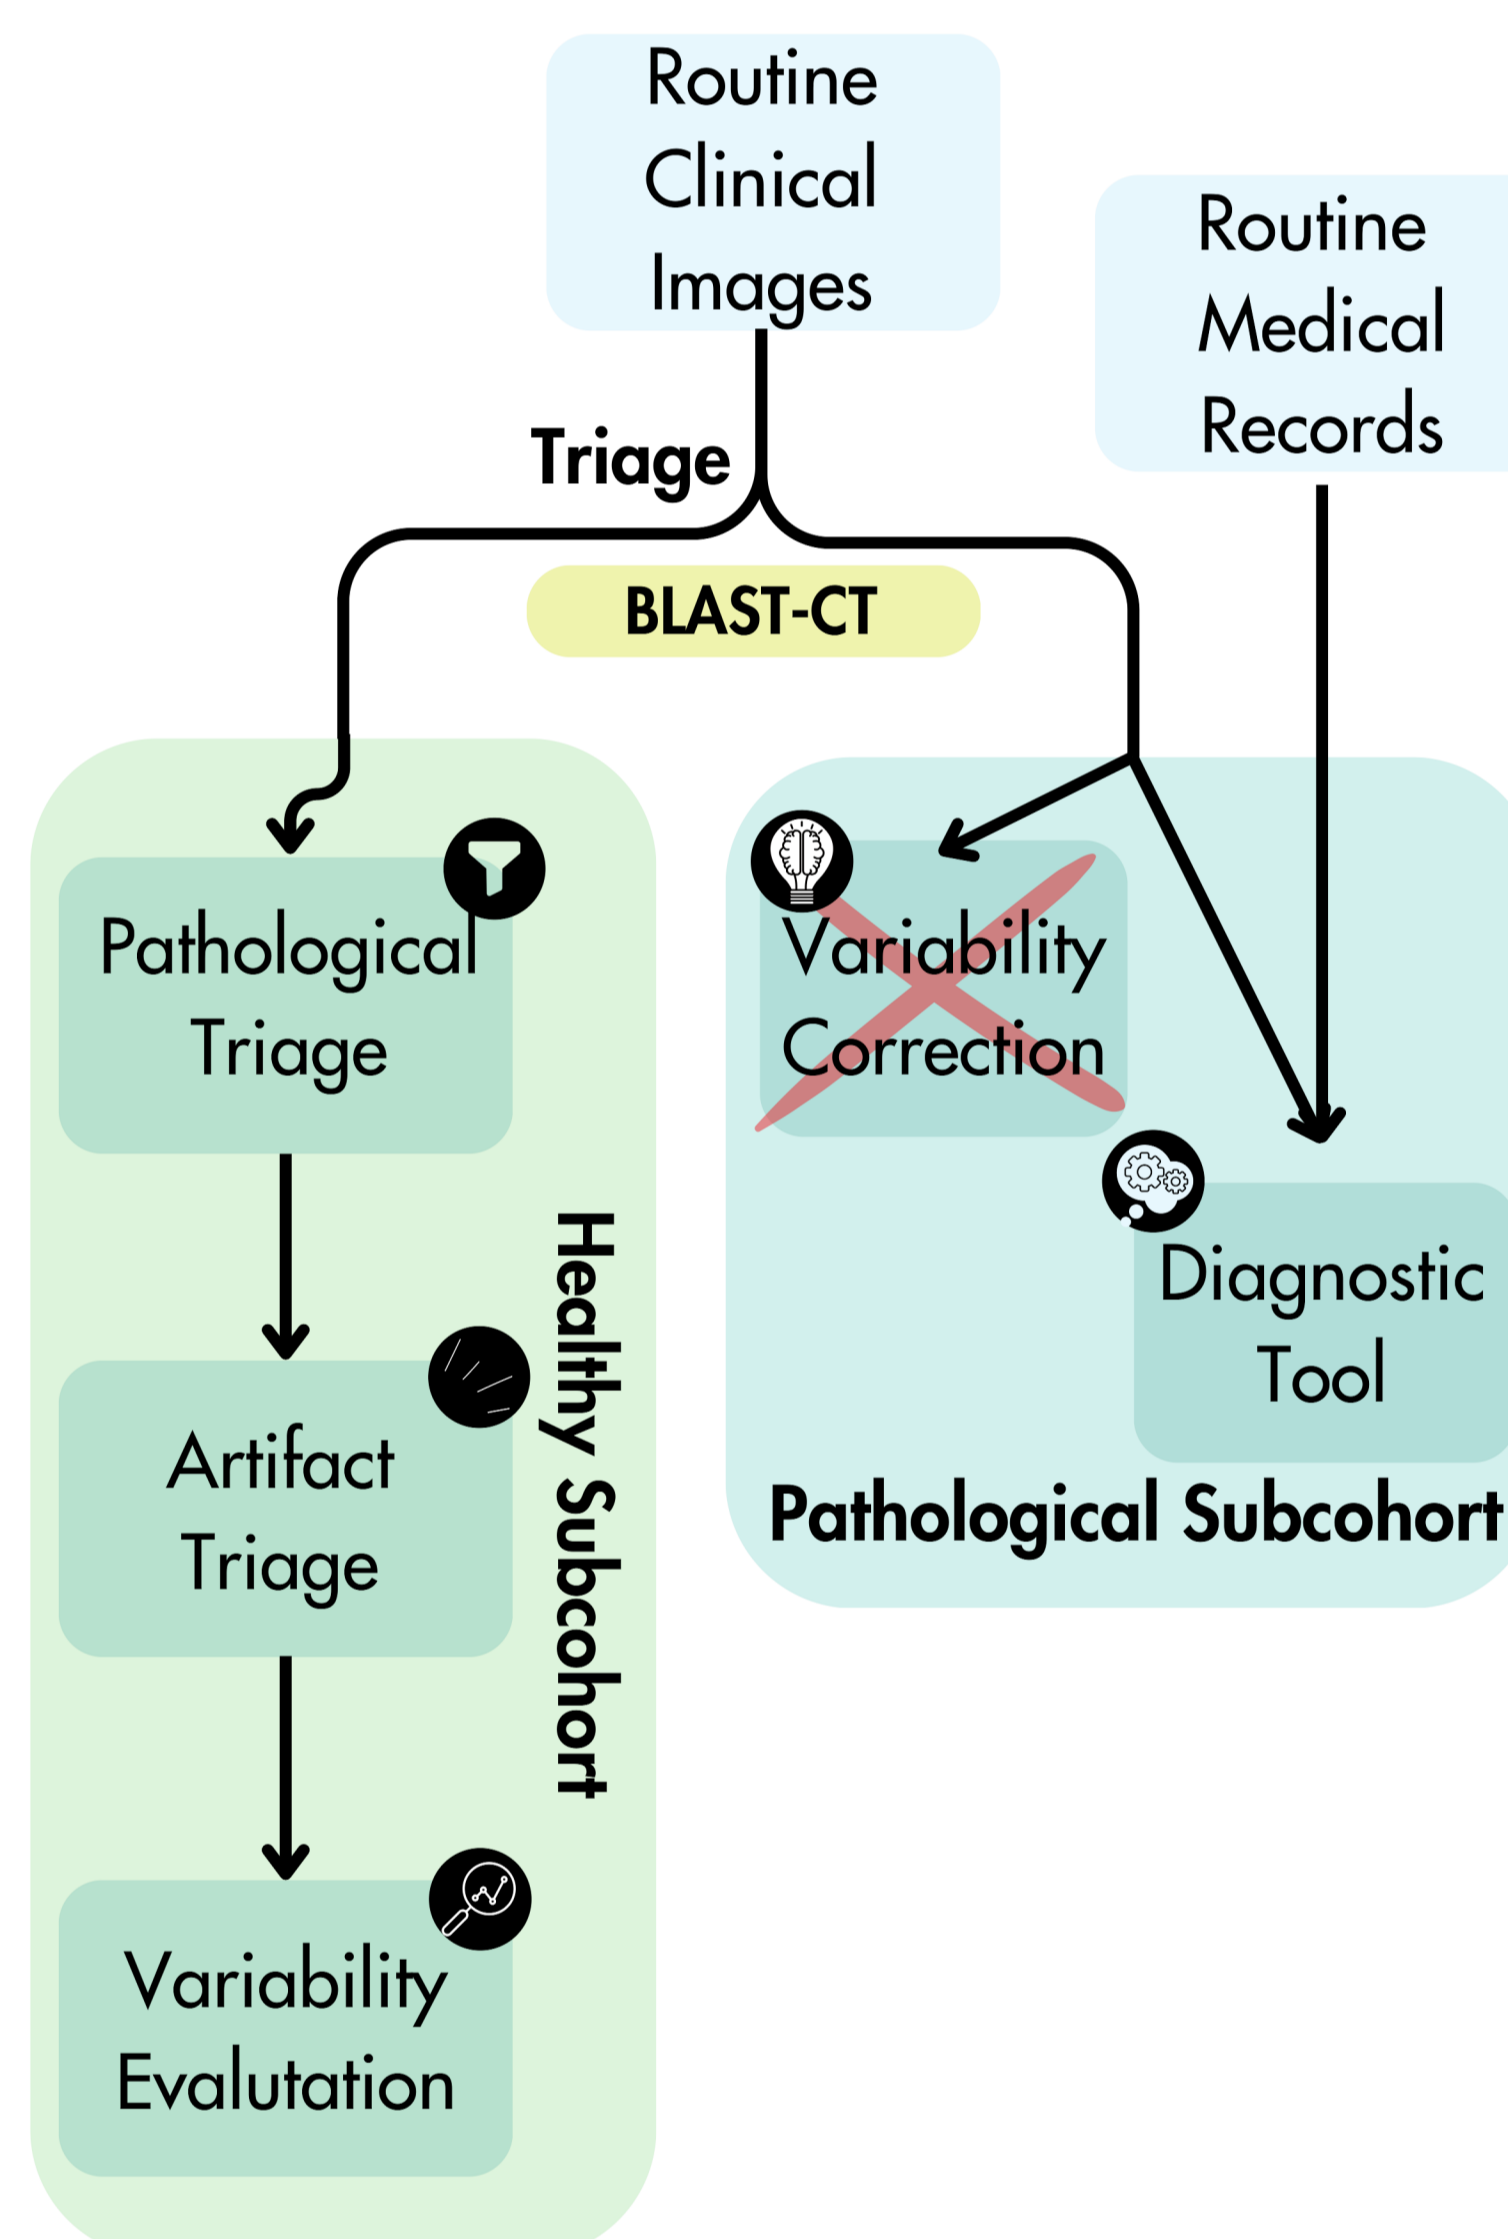 Routine
Clinical
Images
Routine
Medical
Records
Triage
BLAST-CT
Pathological
Triage
Artifact
Triage
Variability
Evalutation
Healthy Subcohort
Variability
Correction
Diagnostic
Tool
Pathological Subcohort